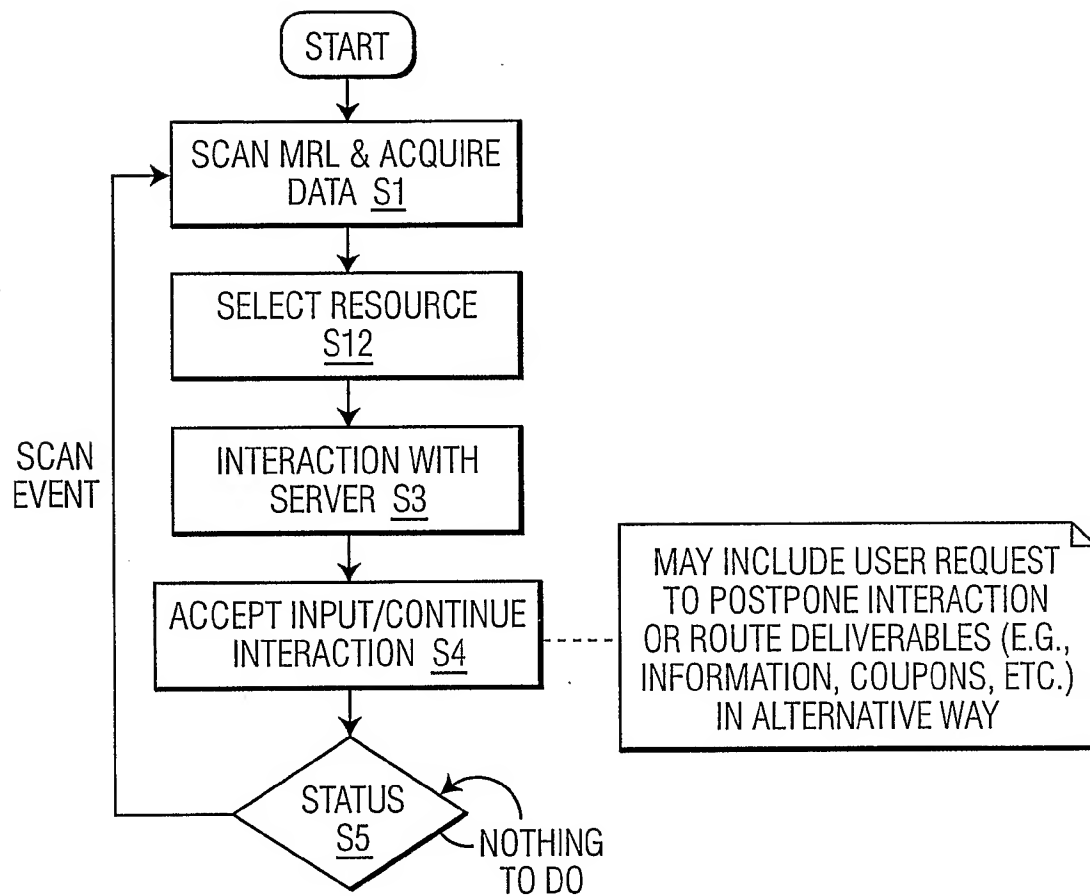 START
SCAN MRL & ACQUIRE
DATA S1
SELECT RESOURCE
S12
INTERACTION WITH
SERVER S3
SCAN
EVENT
ACCEPT INPUT/CONTINUE
INTERACTION S4
MAY INCLUDE USER REQUEST
TO POSTPONE INTERACTION
OR ROUTE DELIVERABLES (E.G.,
INFORMATION, COUPONS, ETC.)
IN ALTERNATIVE WAY
STATUS
S5
NOTHING
TO DO